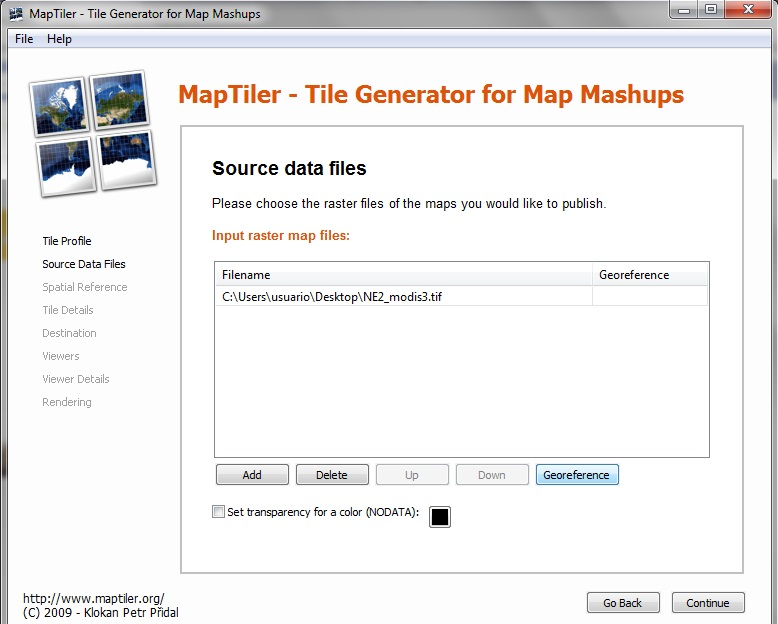 MapTiler - Tile Generator for Map Mashups
File Help
MapTiler - Tile Generator for Map Mashups
Source data files
Please choose the raster files of the maps you would like to publish.
Input raster map files:
Filename Georeference
C:\Users\usuario\Desktop\NE2_modis3.tif
Add Delete Up Down Georeference
Set transparency for a color (NODATA):
Tile Profile
Source Data Files
Spatial Reference
Tile Details
Destination
Viewers
Viewer Details
Rendering
http://www.maptiler.org/
(C) 2009 - Klokan Petr Přidal
Go Back Continue